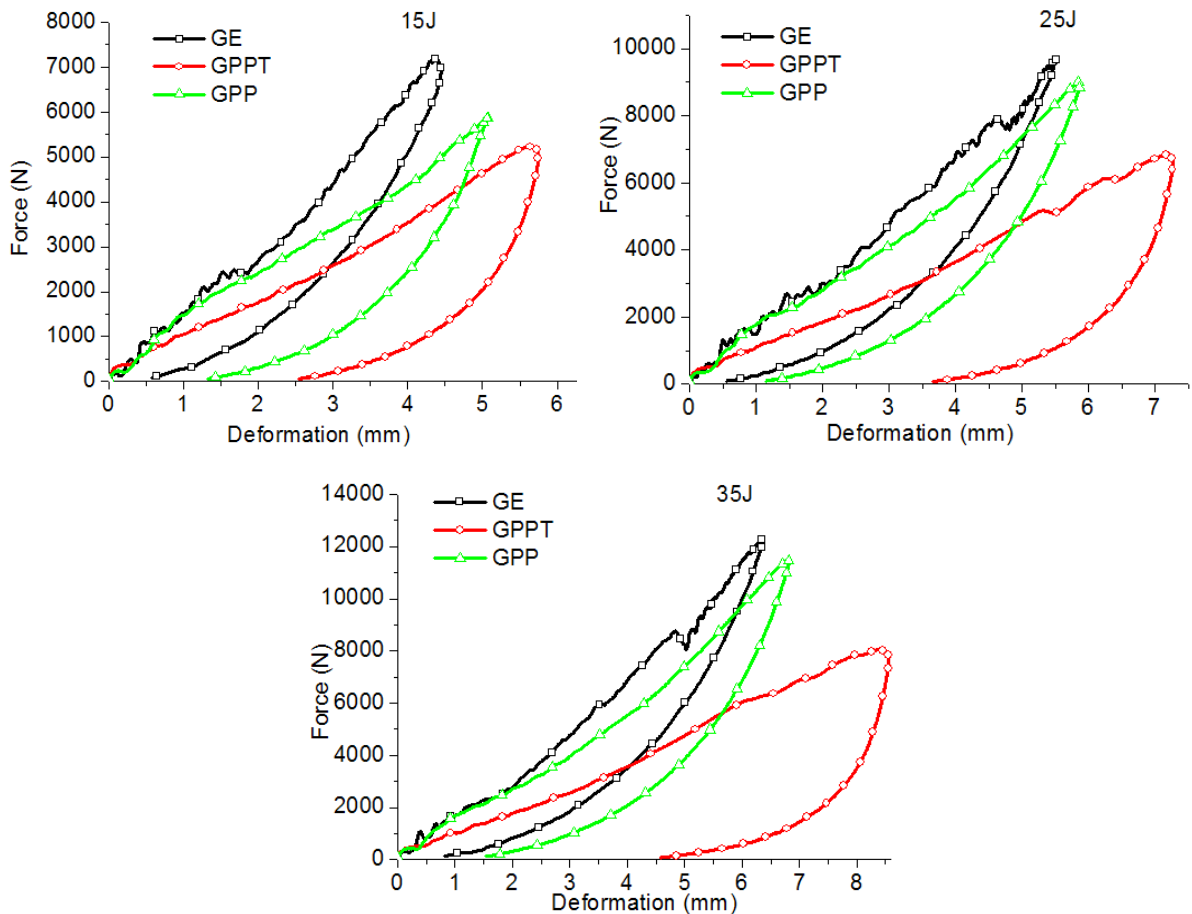 15J
GE
GPPT
GPP
8000
7000
6000
5000
4000
3000
2000
1000
0
Force (N)
0 1 2 3 4 5 6
Deformation (mm)
25J
GE
GPPT
GPP
10000
8000
6000
4000
2000
0
Force (N)
0 1 2 3 4 5 6 7
Deformation (mm)
35J
GE
GPPT
GPP
14000
12000
10000
8000
6000
4000
2000
0
Force (N)
0 1 2 3 4 5 6 7 8
Deformation (mm)